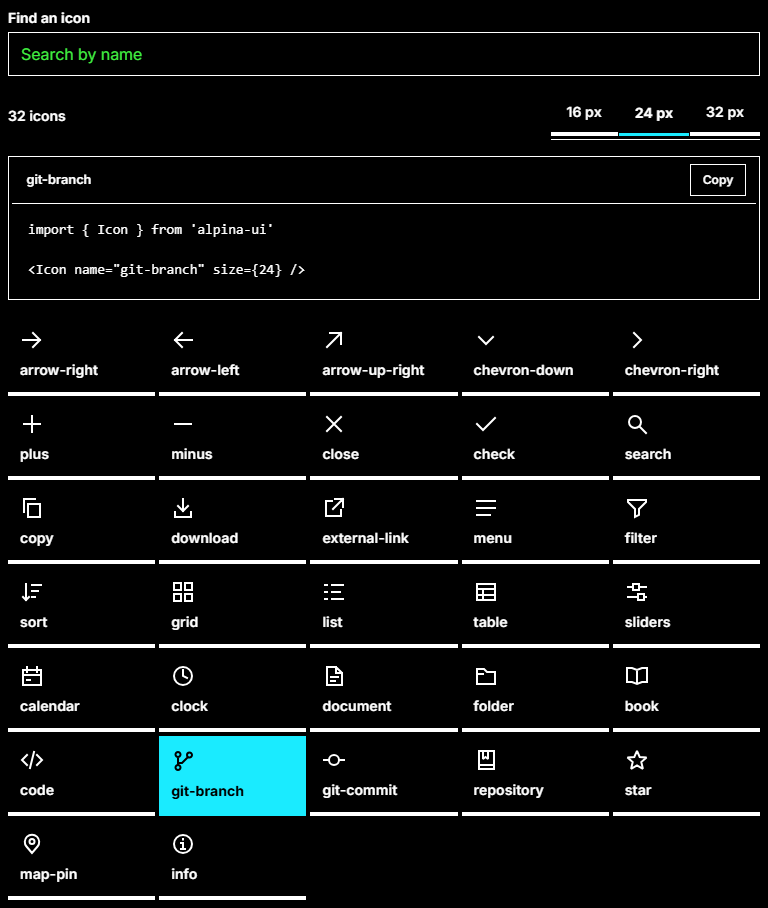 Find an icon
Search by name
32 icons
16 px 24 px 32 px
git-branch Copy
import { Icon } from 'alpina-ui'
<Icon name="git-branch" size={24} />
arrow-right arrow-left arrow-up-right chevron-down chevron-right
plus minus close check search
copy download external-link menu filter
sort grid list table sliders
calendar clock document folder book
code git-branch git-commit repository star
map-pin info